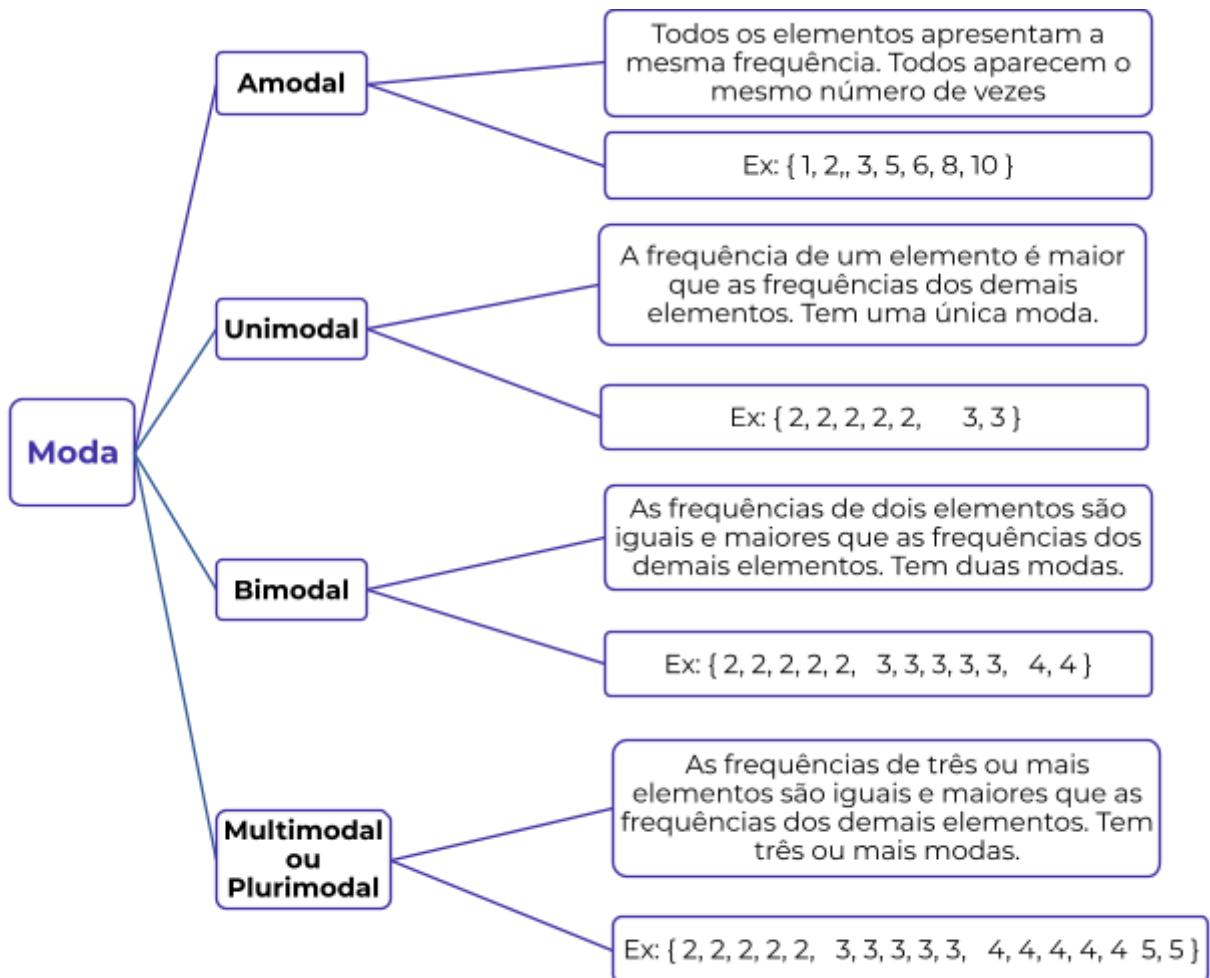 Moda
Amodal
Todos os elementos apresentam a
mesma frequência. Todos aparecem o
mesmo número de vezes
Ex: { 1, 2,, 3, 5, 6, 8, 10 }
Unimodal
A frequência de um elemento é maior
que as frequências dos demais
elementos. Tem uma única moda.
Ex: { 2, 2, 2, 2, 2, 3, 3 }
Bimodal
As frequências de dois elementos são
iguais e maiores que as frequências dos
demais elementos. Tem duas modas.
Ex: { 2, 2, 2, 2, 2, 3, 3, 3, 3, 3, 4, 4 }
Multimodal
ou
Plurimodal
As frequências de três ou mais
elementos são iguais e maiores que as
frequências dos demais elementos. Tem
três ou mais modas.
Ex: { 2, 2, 2, 2, 2, 3, 3, 3, 3, 3, 4, 4, 4, 4, 4 5, 5 }